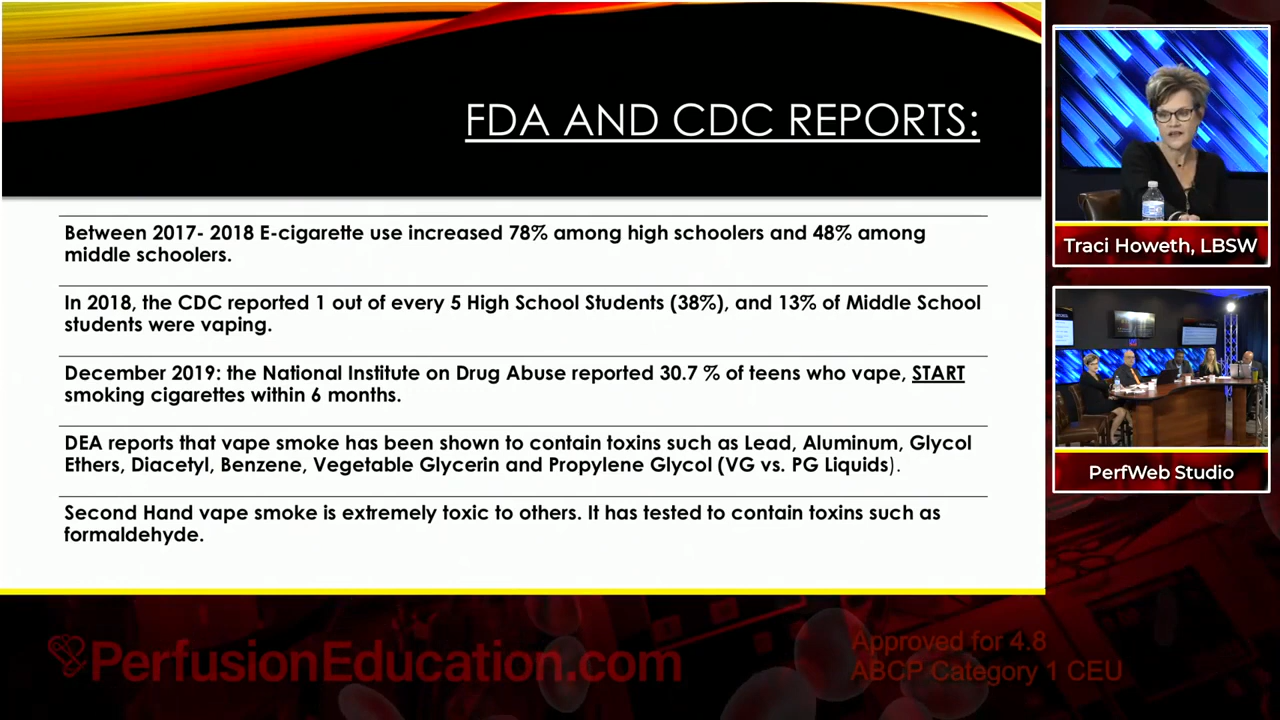 FDA AND CDC REPORTS:
Between 2017- 2018 E-cigarette use increased 78% among high schoolers and 48% among
middle schoolers.
In 2018, the CDC reported 1 out of every 5 High School Students (38%), and 13% of Middle School
students were vaping.
December 2019: the National Institute on Drug Abuse reported 30.7 % of teens who vape, START
smoking cigarettes within 6 months.
DEA reports that vape smoke has been shown to contain toxins such as Lead, Aluminum, Glycol
Ethers, Diacetyl, Benzene, Vegetable Glycerin and Propylene Glycol (VG vs. PG Liquids).
Second Hand vape smoke is extremely toxic to others. It has tested to contain toxins such as
formaldehyde.
Traci Howeth, LBSW
PerfWeb Studio
PerfusionEducation.com
Approved for 4.8
ABCP Category 1 CEU